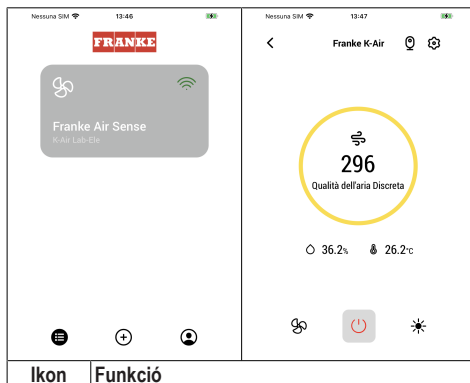 Nessuna SIM 13:46
FRANKE
Franke Air Sense
K-Air Lab-Ele
Nessuna SIM 13:47
Franke K-Air
296
Qualità dell'aria Discreta
36.2% 26.2°C
Ikon Funkció